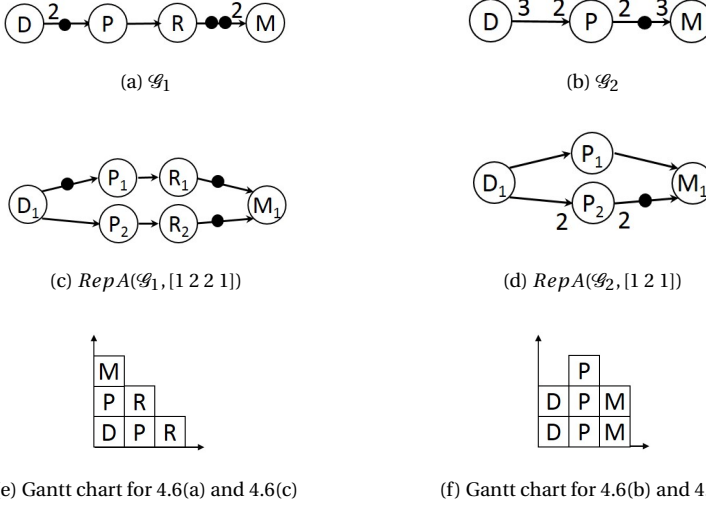 D 2 P R 2 M
D 3 2 P 2 3 M
(a) 𝒢1
(b) 𝒢2
D1 P1 R1 M1
P2 R2
D1 P1 M1
2 P2 2
(c) RepA(𝒢1,[1 2 2 1])
(d) RepA(𝒢2,[1 2 1])
M
P R
D P R
P
D P M
D P M
e) Gantt chart for 4.6(a) and 4.6(c)
(f) Gantt chart for 4.6(b) and 4